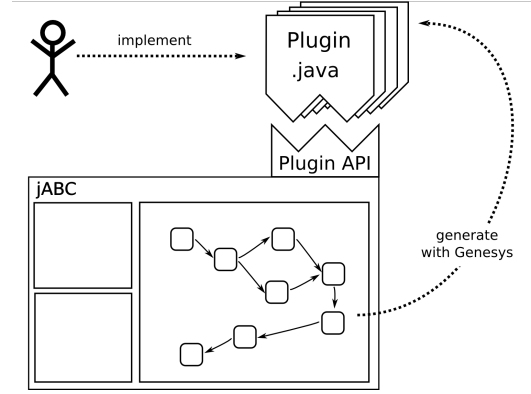 implement
Plugin
.java
Plugin API
jABC
generate
with Genesys